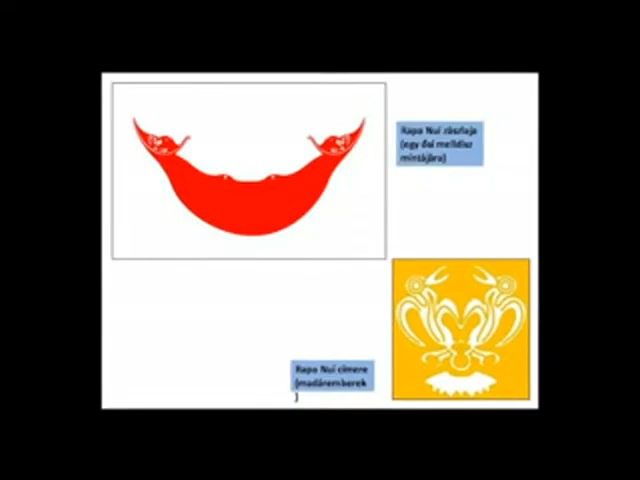 Rapa Nui zászlaja
(egy ősi melldísz
mintájára)
Rapa Nui címere
(madáremberek
)